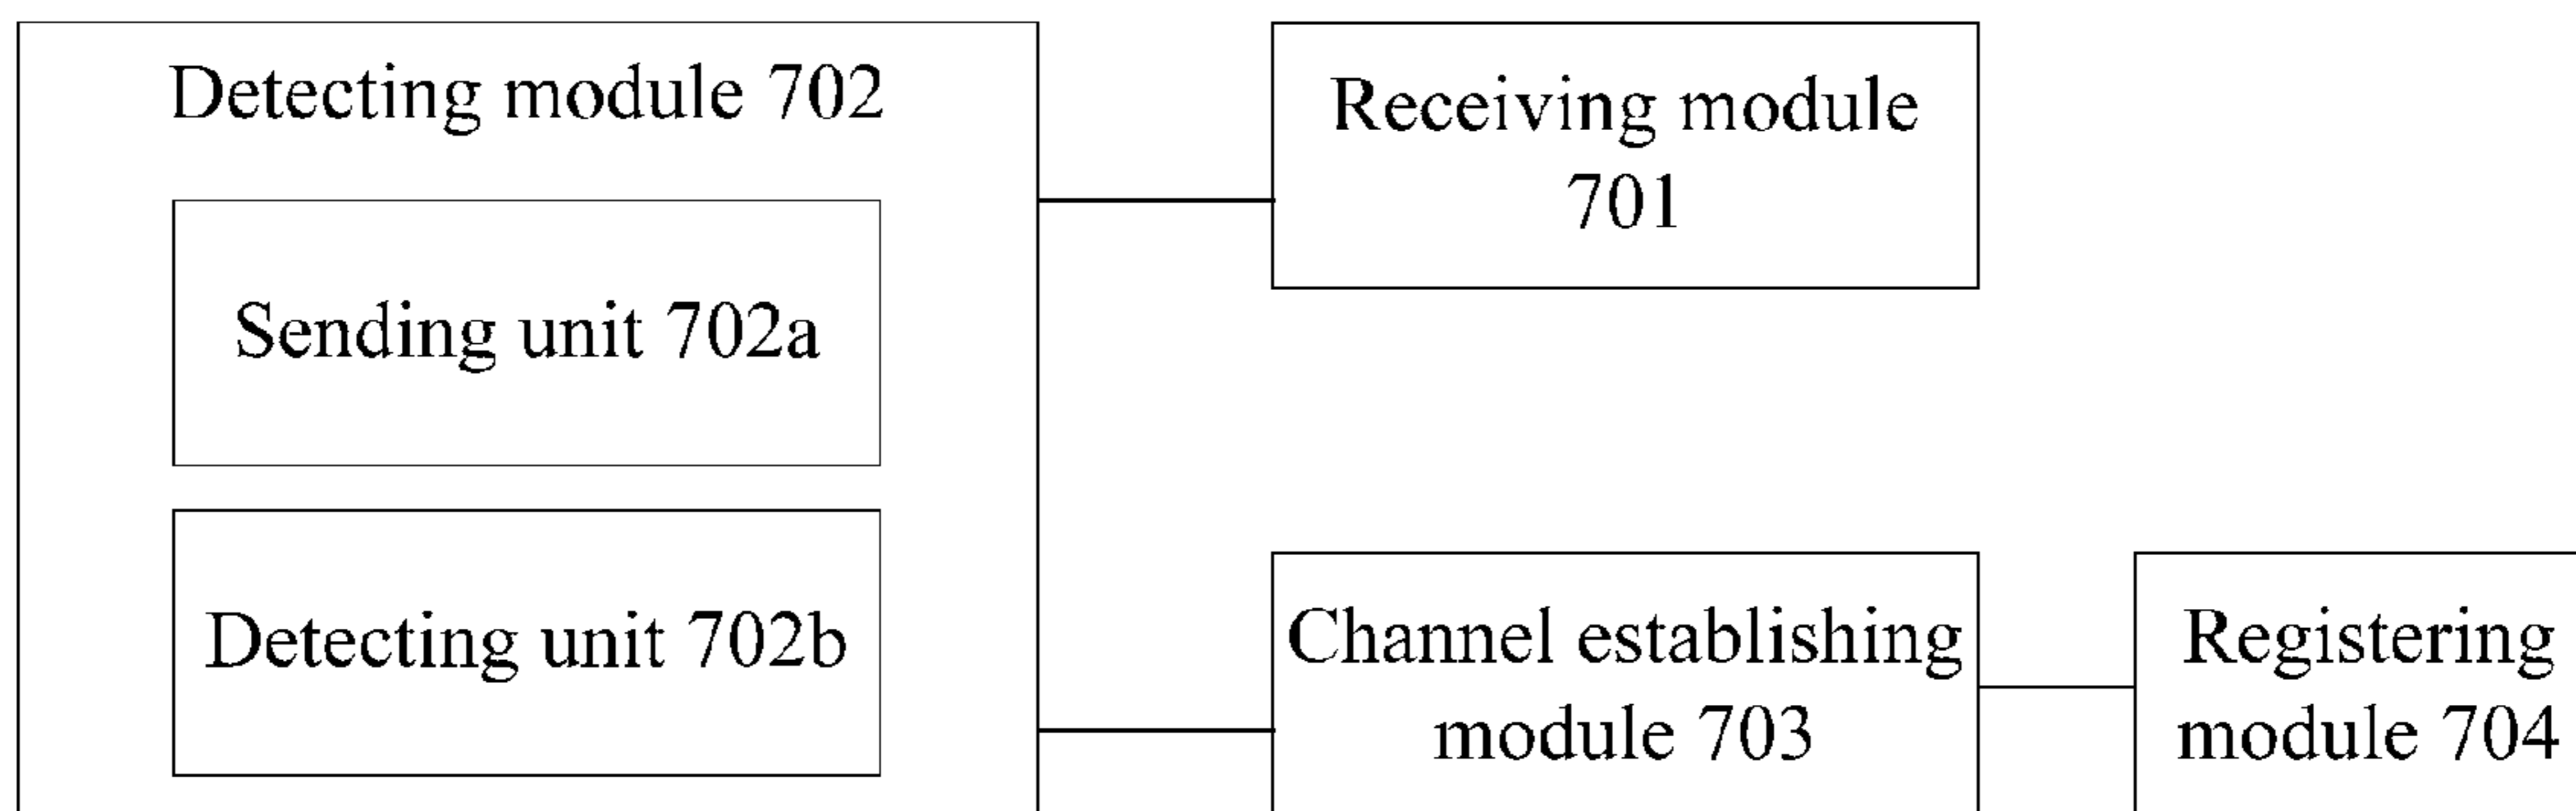 Detecting module 702
Sending unit 702a
Detecting unit 702b
Receiving module
701
Channel establishing
module 703
Registering
module 704